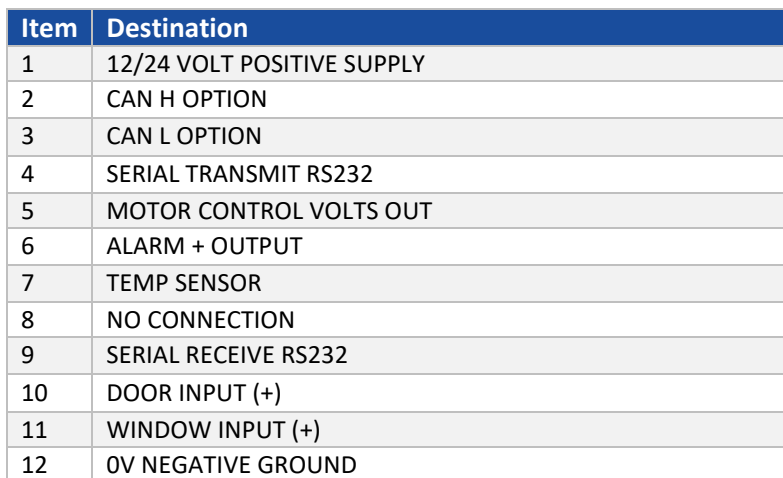 Item Destination
1 12/24 VOLT POSITIVE SUPPLY
2 CAN H OPTION
3 CAN L OPTION
4 SERIAL TRANSMIT RS232
5 MOTOR CONTROL VOLTS OUT
6 ALARM + OUTPUT
7 TEMP SENSOR
8 NO CONNECTION
9 SERIAL RECEIVE RS232
10 DOOR INPUT (+)
11 WINDOW INPUT (+)
12 0V NEGATIVE GROUND